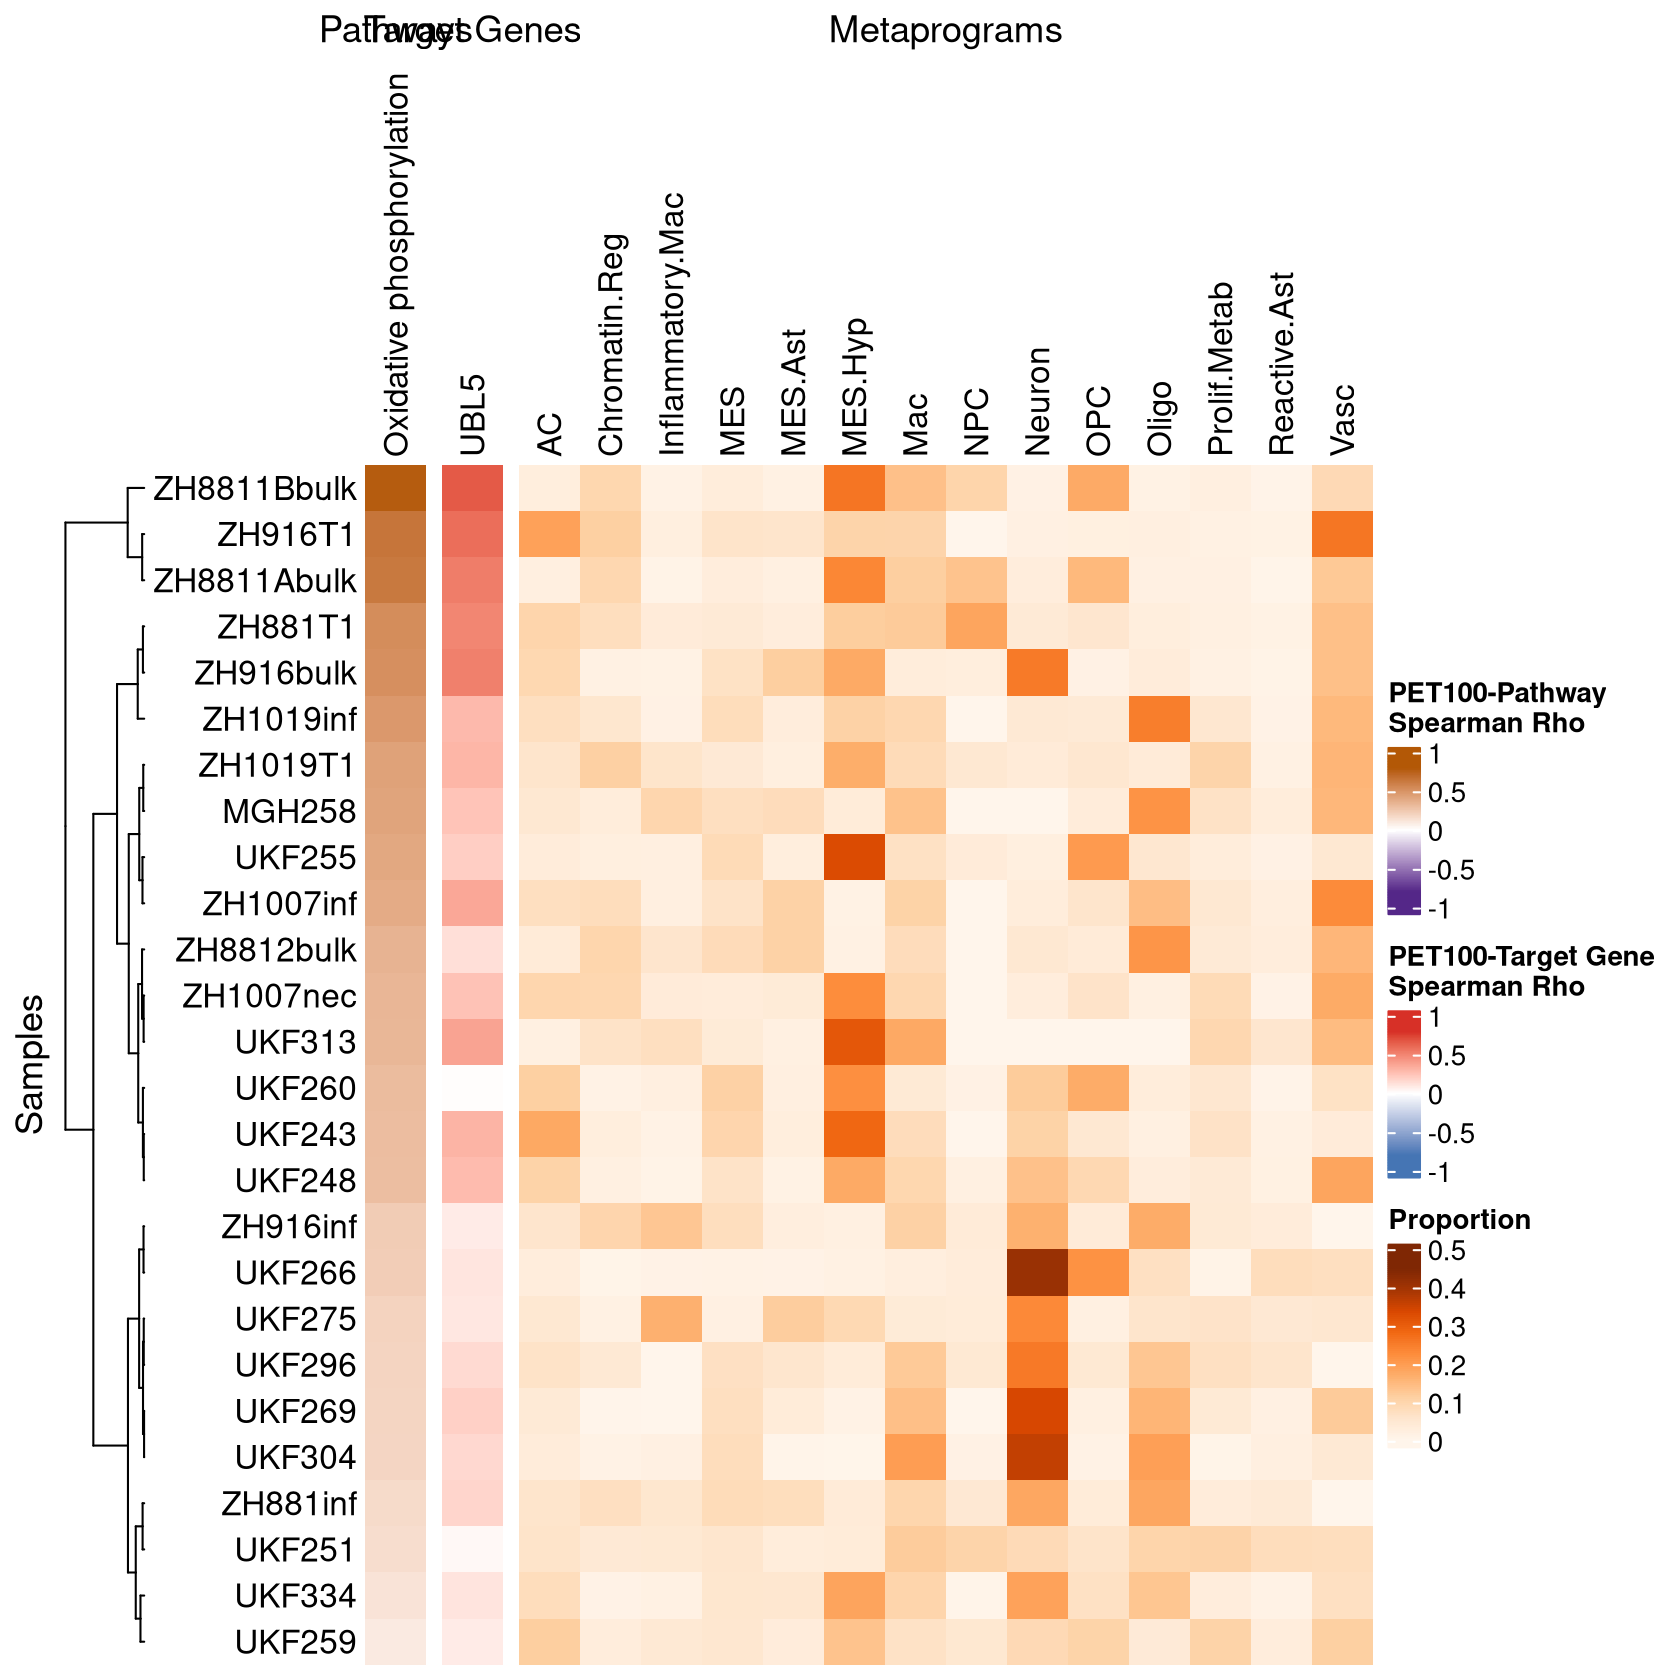 Pathways
Target Genes
Metaprograms
Oxidative phosphorylation
UBL5
AC
Chromatin.Reg
Inflammatory.Mac
MES
MES.Ast
MES.Hyp
Mac
NPC
Neuron
OPC
Oligo
Prolif.Metab
Reactive.Ast
Vasc
Samples
ZH8811Bbulk
ZH916T1
ZH8811Abulk
ZH881T1
ZH916bulk
ZH1019inf
ZH1019T1
MGH258
UKF255
ZH1007inf
ZH8812bulk
ZH1007nec
UKF313
UKF260
UKF243
UKF248
ZH916inf
UKF266
UKF275
UKF296
UKF269
UKF304
ZH881inf
UKF251
UKF334
UKF259
PET100-Pathway
Spearman Rho
1
0.5
0
-0.5
-1
PET100-Target Gene
Spearman Rho
1
0.5
0
-0.5
-1
Proportion
0.5
0.4
0.3
0.2
0.1
0